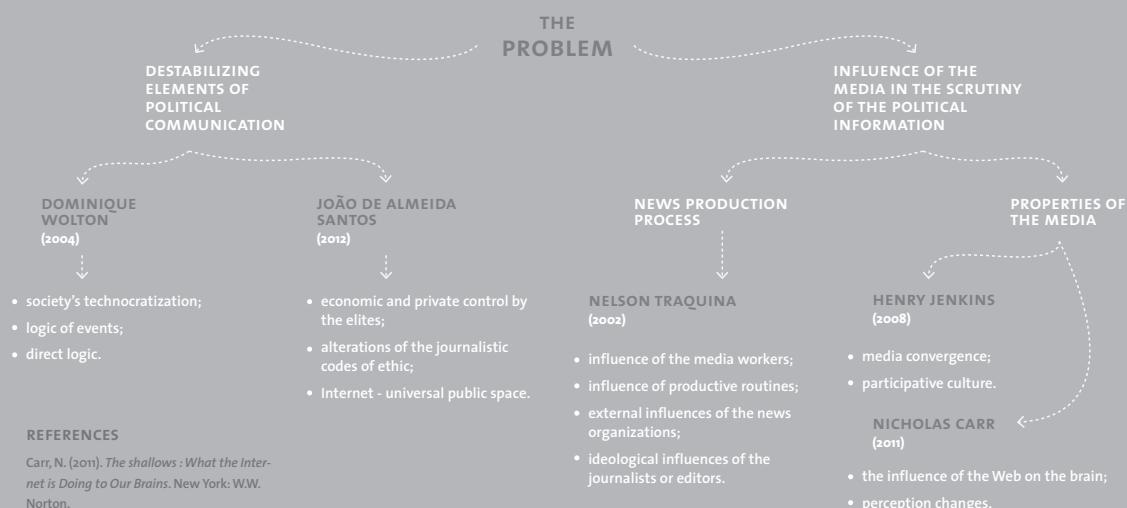 THE
PROBLEM
DESTABILIZING
ELEMENTS OF
POLITICAL
COMMUNICATION
DOMINIQUE
WOLTON
(2004)
• society's technocratization;
• logic of events;
• direct logic.
JOÃO DE ALMEIDA
SANTOS
(2012)
• economic and private control by
the elites;
• alterations of the journalistic
codes of ethic;
• Internet - universal public space.
INFLUENCE OF THE
MEDIA IN THE SCRUTINY
OF THE POLITICAL
INFORMATION
NEWS PRODUCTION
PROCESS
NELSON TRAQUINA
(2002)
• influence of the media workers;
• influence of productive routines;
• external influences of the news
organizations;
• ideological influences of the
journalists or editors.
PROPERTIES OF
THE MEDIA
HENRY JENKINS
(2008)
• media convergence;
• participative culture.
NICHOLAS CARR
(2011)
• the influence of the Web on the brain;
• perception changes.
REFERENCES
Carr, N. (2011). The shallows : What the Inter-
net is Doing to Our Brains. New York: W.W.
Norton.